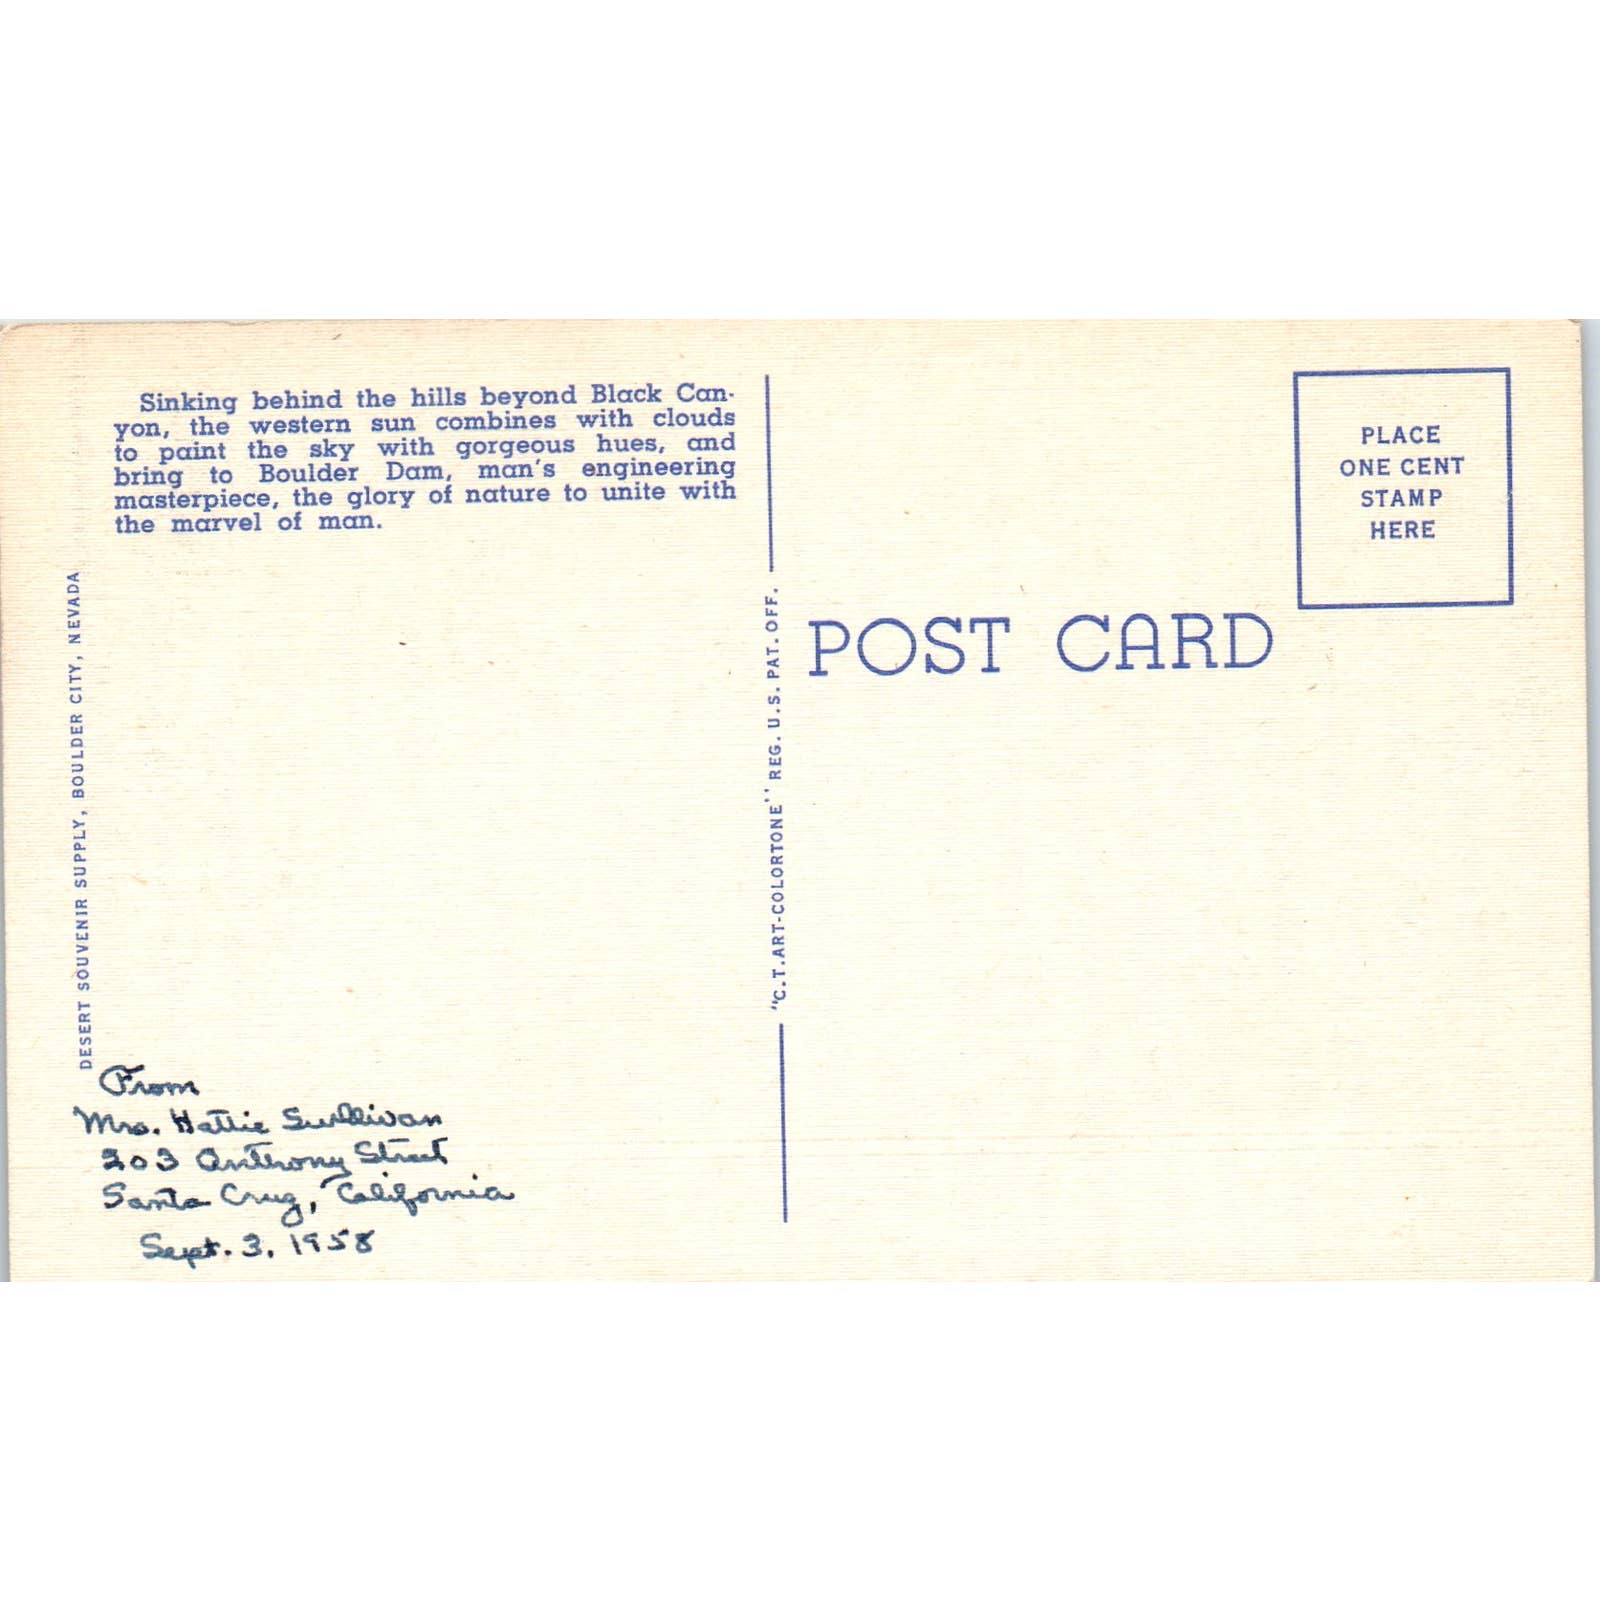 Sinking behind the hills beyond Black Can-
yon, the western sun combines with clouds
to paint the sky with gorgeous hues, and
bring to Boulder Dam, man's engineering
masterpiece, the glory of nature to unite with
the marvel of man.
DESERT SOUVENIR SUPPLY, BOULDER CITY, NEVADA
From
Mrs. Hattie Sullivan
203 Anthony Street
Santa Cruz, California
Sept. 3, 1958
"C.T.ART-COLORTONE" REG. U.S. PAT. OFF.
POST CARD
PLACE
ONE CENT
STAMP
HERE